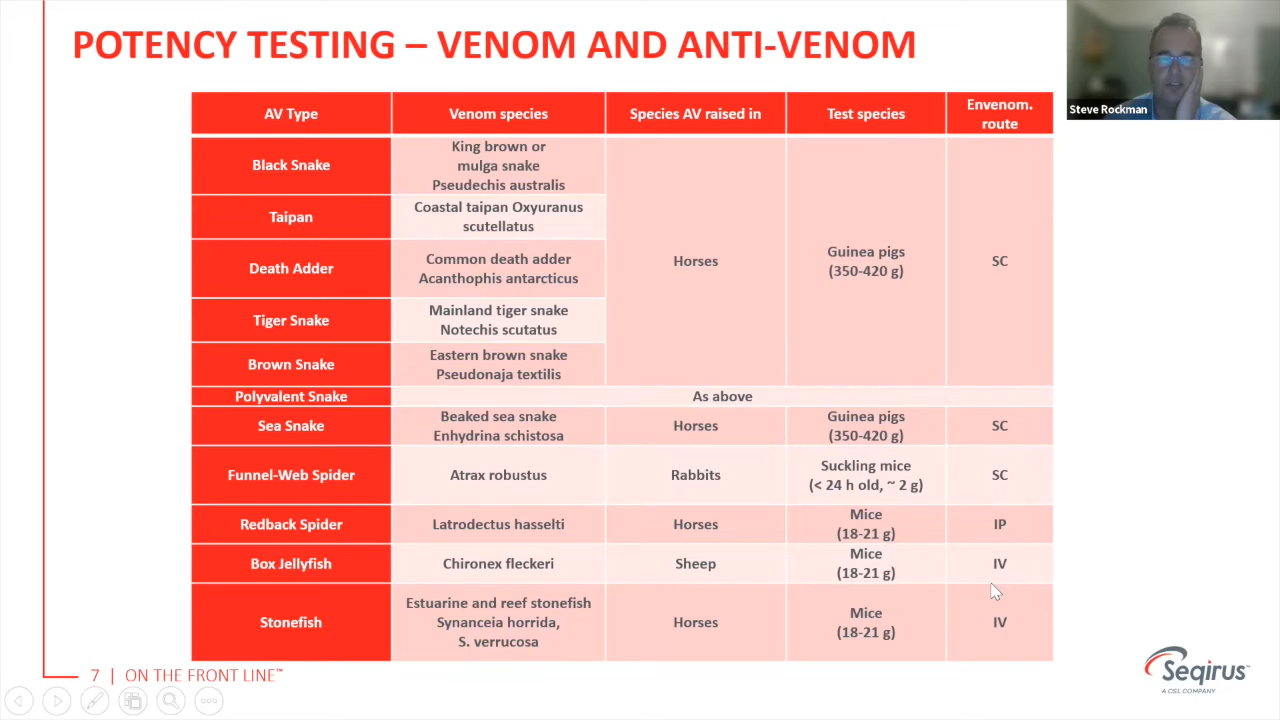 POTENCY TESTING – VENOM AND ANTI-VENOM
Steve Rockman
AV Type
Venom species
Species AV raised in
Test species
Envenom.
route
Black Snake
King brown or
mulga snake
Pseudechis australis
Horses
Guinea pigs
(350-420 g)
SC
Taipan
Coastal taipan Oxyuranus
scutellatus
Death Adder
Common death adder
Acanthophis antarcticus
Tiger Snake
Mainland tiger snake
Notechis scutatus
Brown Snake
Eastern brown snake
Pseudonaja textilis
Polyvalent Snake
As above
Sea Snake
Beaked sea snake
Enhydrina schistosa
Horses
Guinea pigs
(350-420 g)
SC
Funnel-Web Spider
Atrax robustus
Rabbits
Suckling mice
(< 24 h old, ~ 2 g)
SC
Redback Spider
Latrodectus hasselti
Horses
Mice
(18-21 g)
IP
Box Jellyfish
Chironex fleckeri
Sheep
Mice
(18-21 g)
IV
Stonefish
Estuarine and reef stonefish
Synanceia horrida,
S. verrucosa
Horses
Mice
(18-21 g)
IV
7 | ON THE FRONT LINE™
Seqirus™
A CSL COMPANY